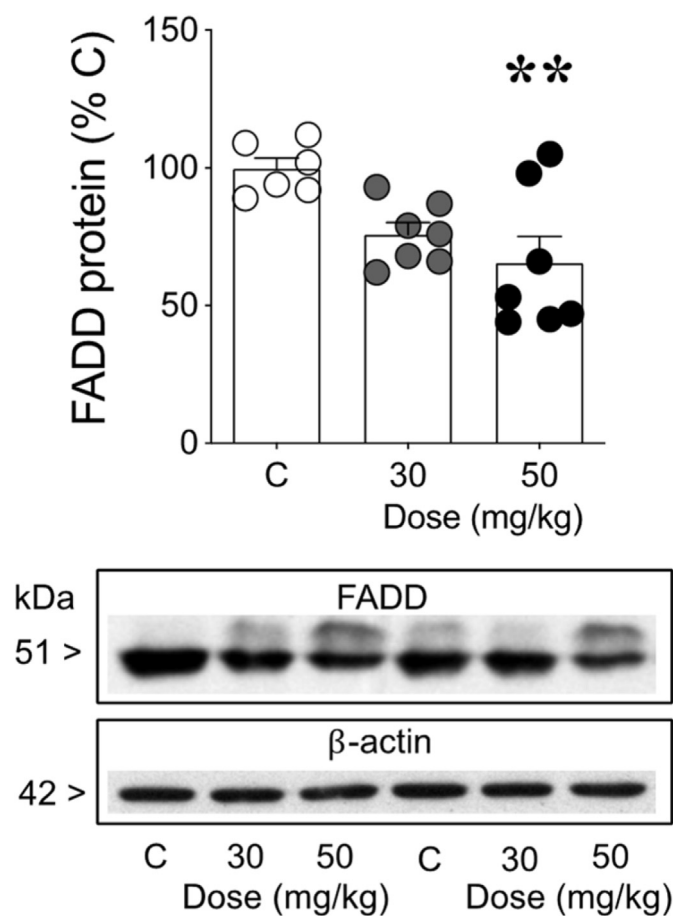 FADD protein (% C)
150
100
50
0
**
C 30 50
Dose (mg/kg)
kDa
FADD
51 >
β-actin
42 >
C 30 50 C 30 50
Dose (mg/kg) Dose (mg/kg)